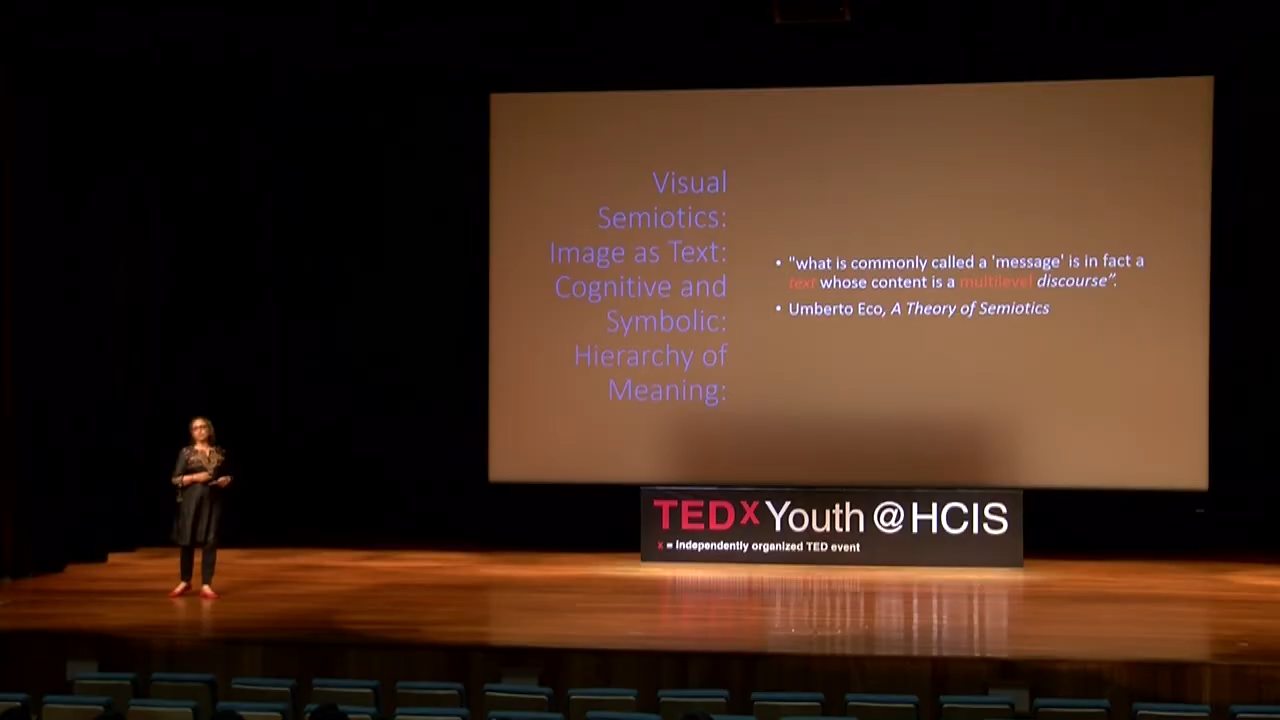 Visual
Semiotics:
Image as Text:
Cognitive and
Symbolic:
Hierarchy of
Meaning:
• "what is commonly called a 'message' is in fact a
text whose content is a multilevel discourse”.
• Umberto Eco, A Theory of Semiotics
TEDx Youth @ HCIS
x = independently organized TED event